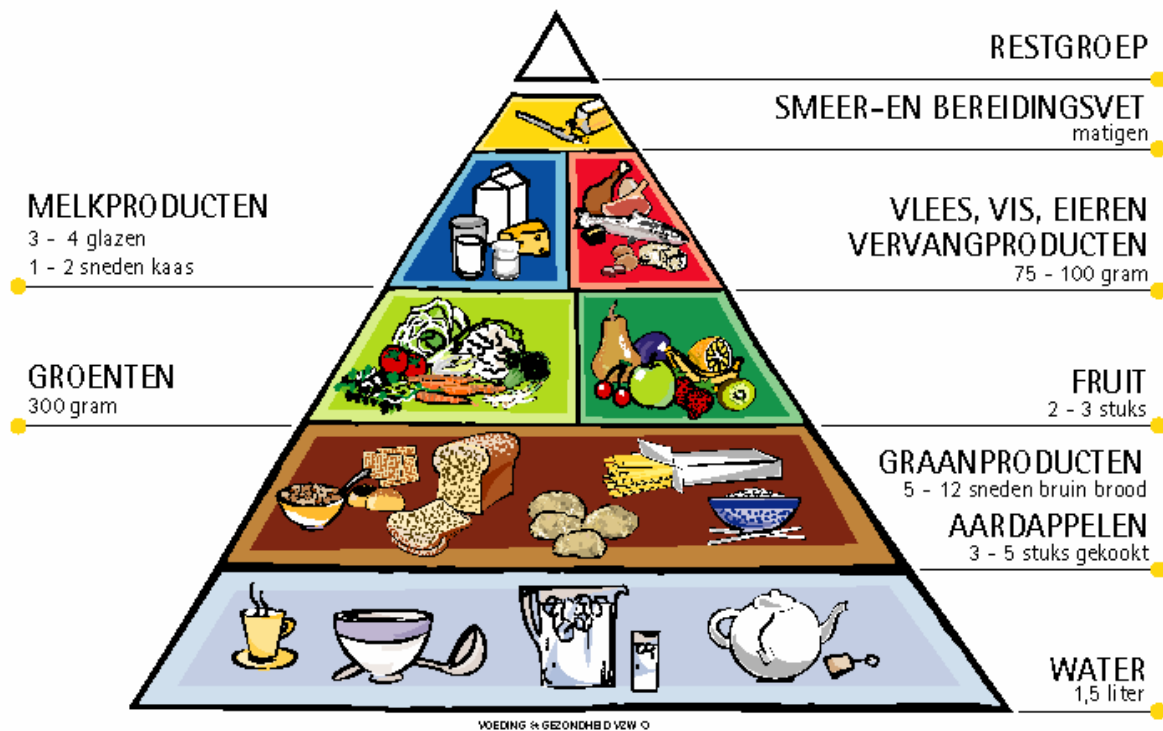 RESTGROEP
SMEER-EN BEREIDINGSVET
matigen
MELKPRODUCTEN
3 - 4 glazen
1 - 2 sneden kaas
VLEES, VIS, EIEREN
VERVANGPRODUCTEN
75 - 100 gram
GROENTEN
300 gram
FRUIT
2 - 3 stuks
GRAANPRODUCTEN
5 - 12 sneden bruin brood
AARDAPPELEN
3 - 5 stuks gekookt
WATER
1,5 liter
VOEDING & GEZONDHEID VZW ©